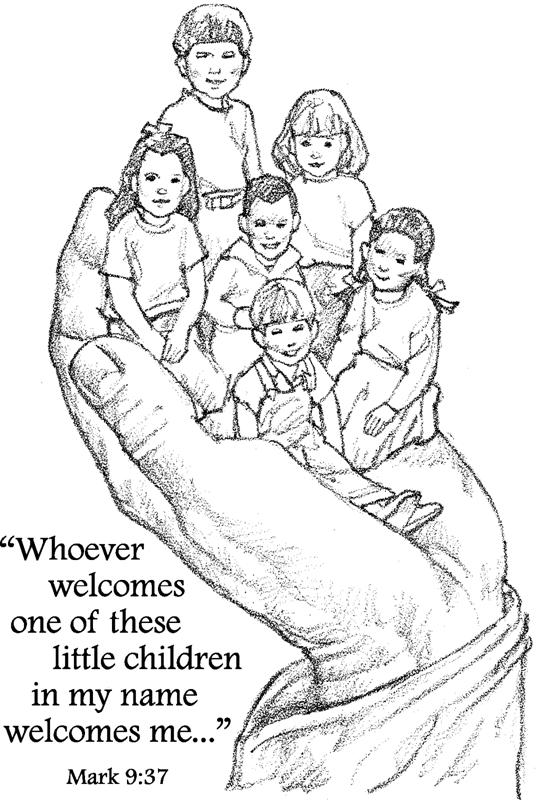 “Whoever
welcomes
one of these
little children
in my name
welcomes me...”
Mark 9:37